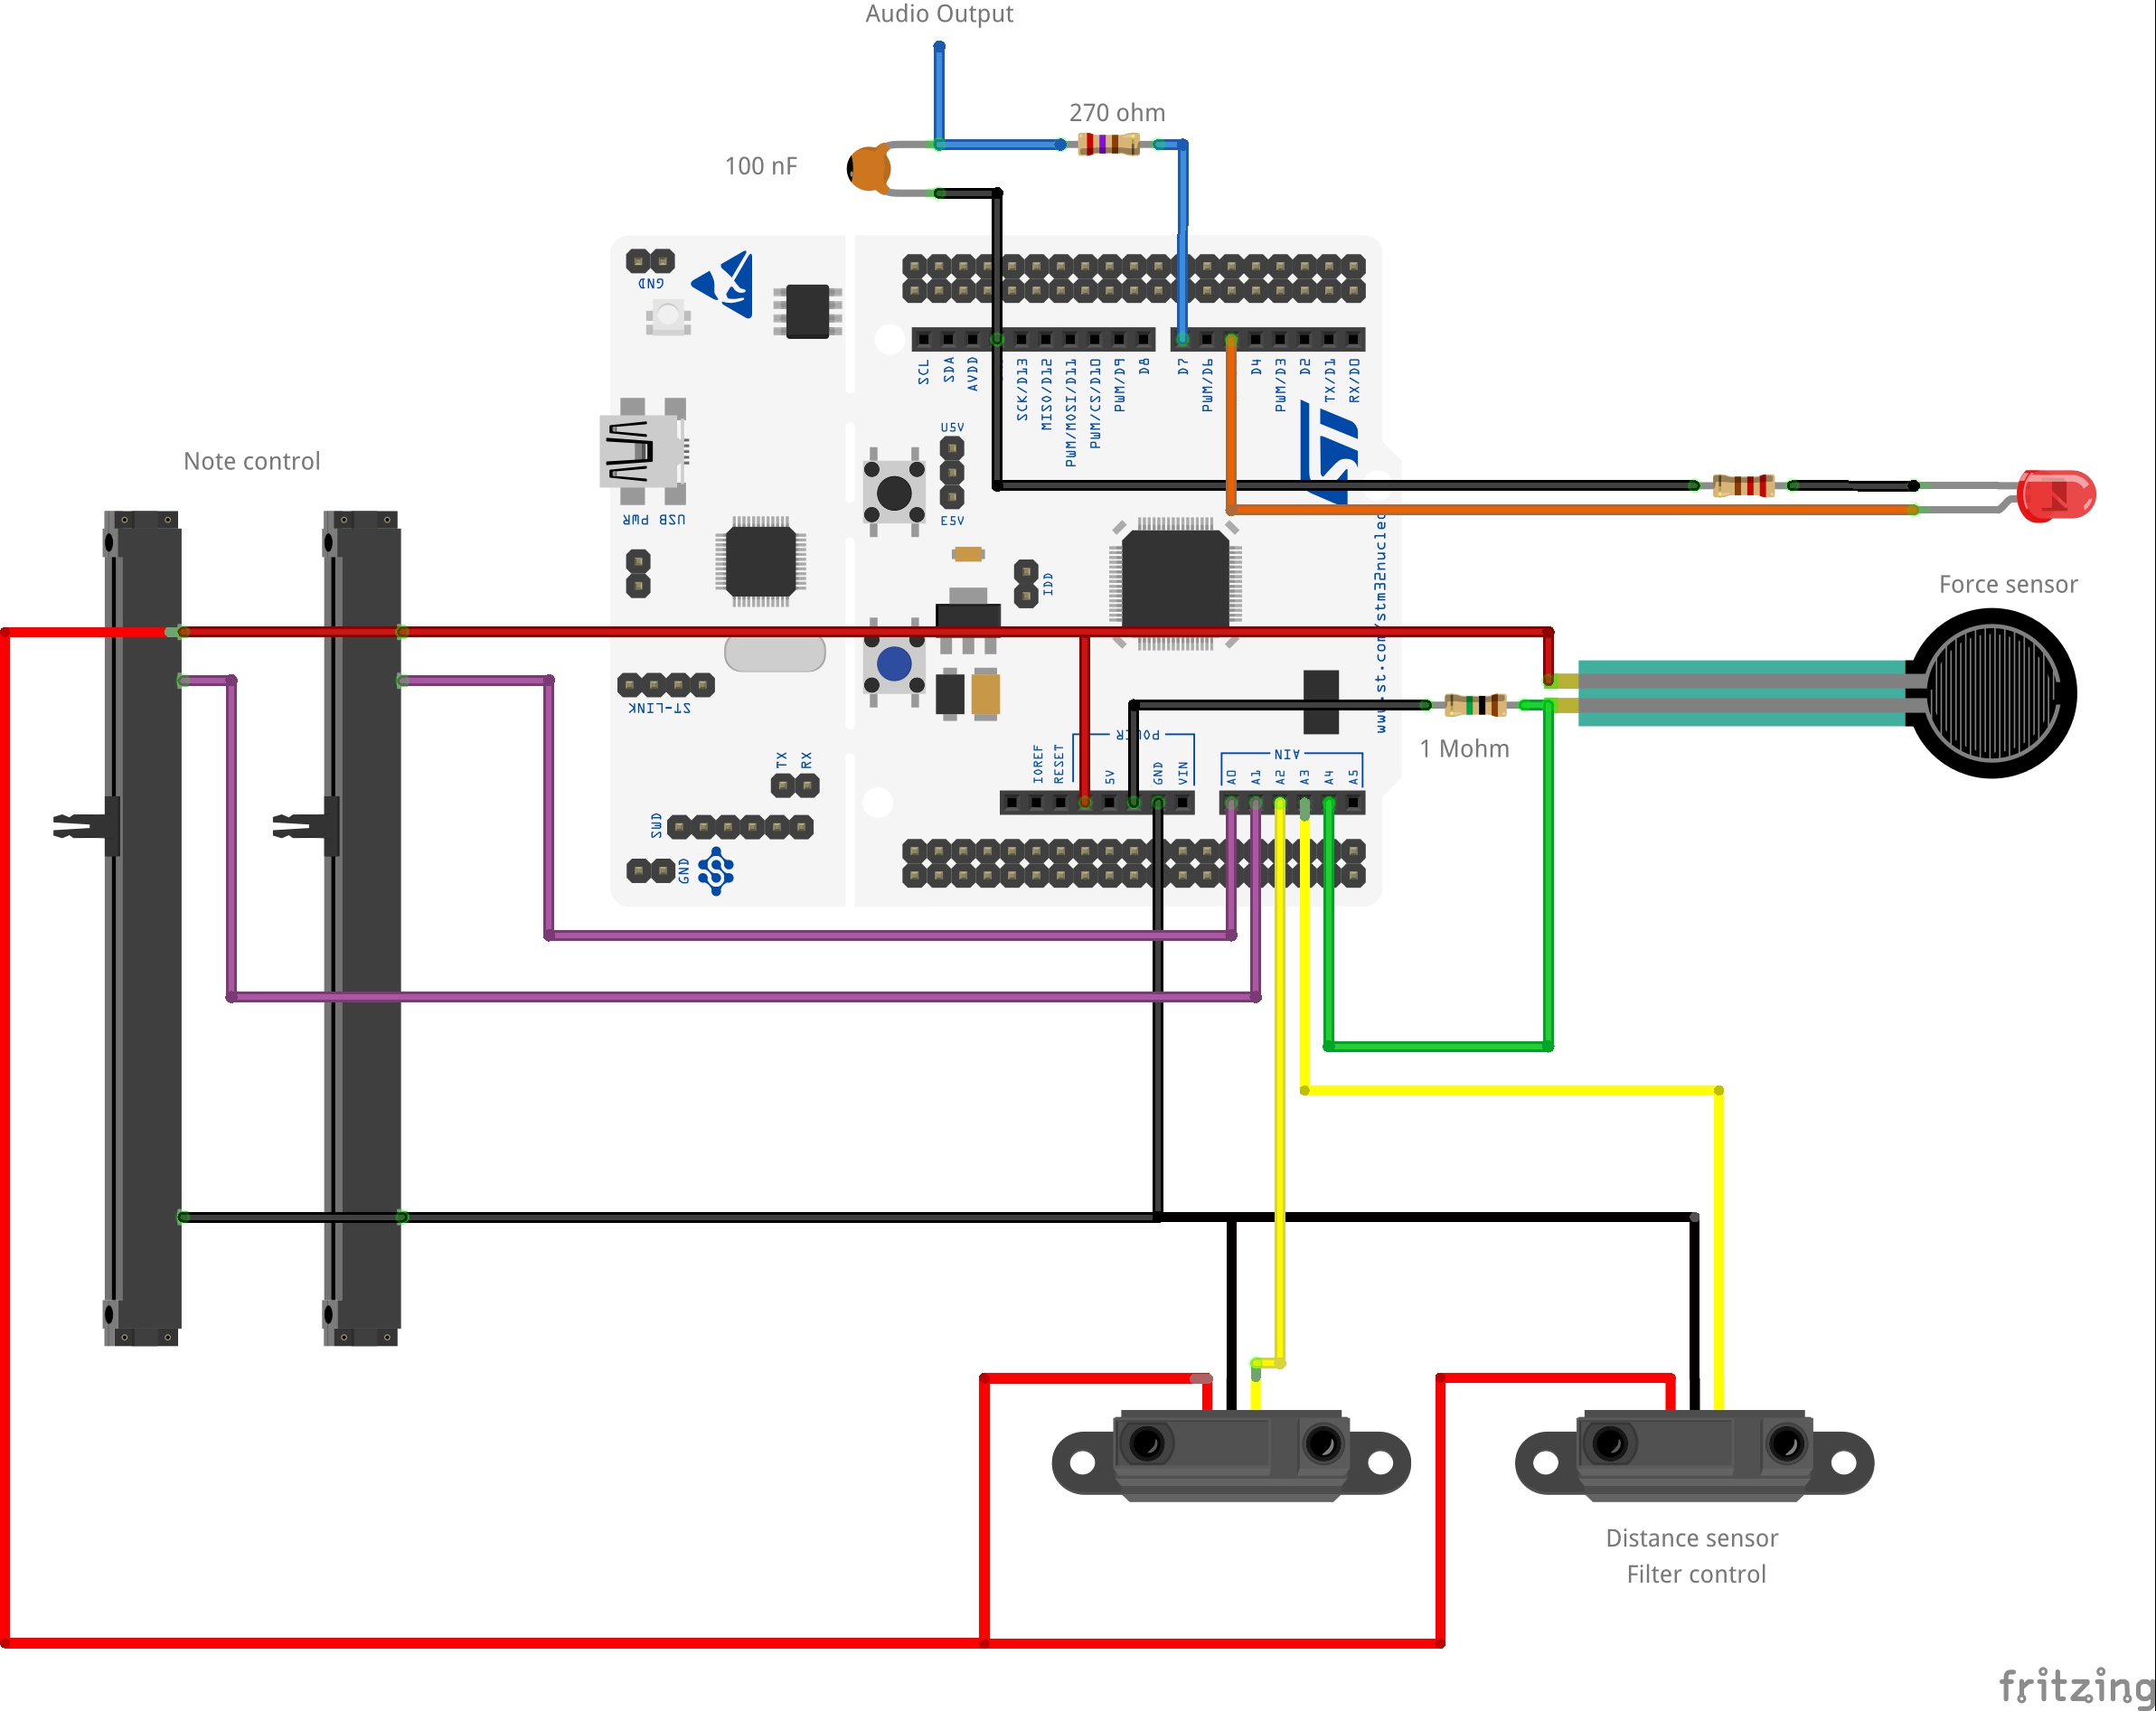 Audio Output
270 ohm
100 nF
GND
SCL
SDA
AVDD
SCK/D13
MISO/D12
PWM/MOSI/D11
PWM/CS/D10
PWM/D9
D8
D7
PWM/D6
D4
PWM/D3
D2
TX/D1
RX/D0
U5V
E5V
USB PWR
Note control
IDD
www.st.com/stm32nucleo
Force sensor
ST-LINK
1 Mohm
POWER
AIN
TX
RX
IOREF
RESET
5V
GND
VIN
A0
A1
A2
A3
A4
A5
SWD
GND
Distance sensor
Filter control
fritzing